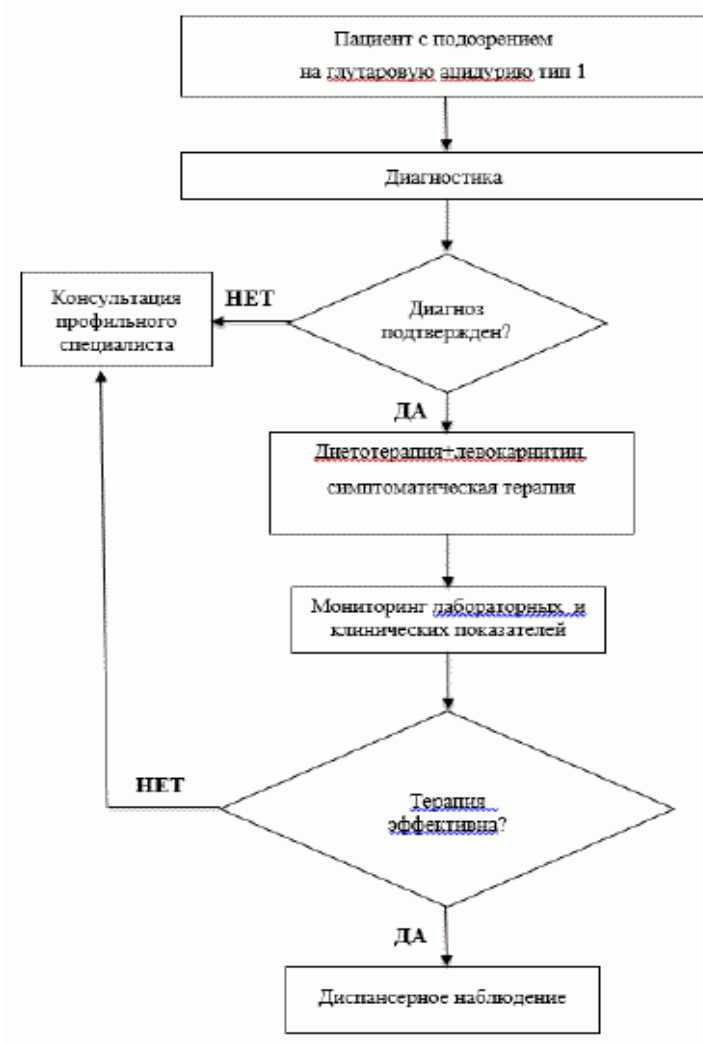 Пациент с подозрением
на глутаровую ацидурию тип 1
Диагностика
Консультация
профильного
специалиста
НЕТ
Диагноз
подтвержден?
ДА
Диетотерапия+левокарнитин,
симптоматическая терапия
Мониторинг лабораторных и
клинических показателей
НЕТ
Терапия
эффективна?
ДА
Диспансерное наблюдение